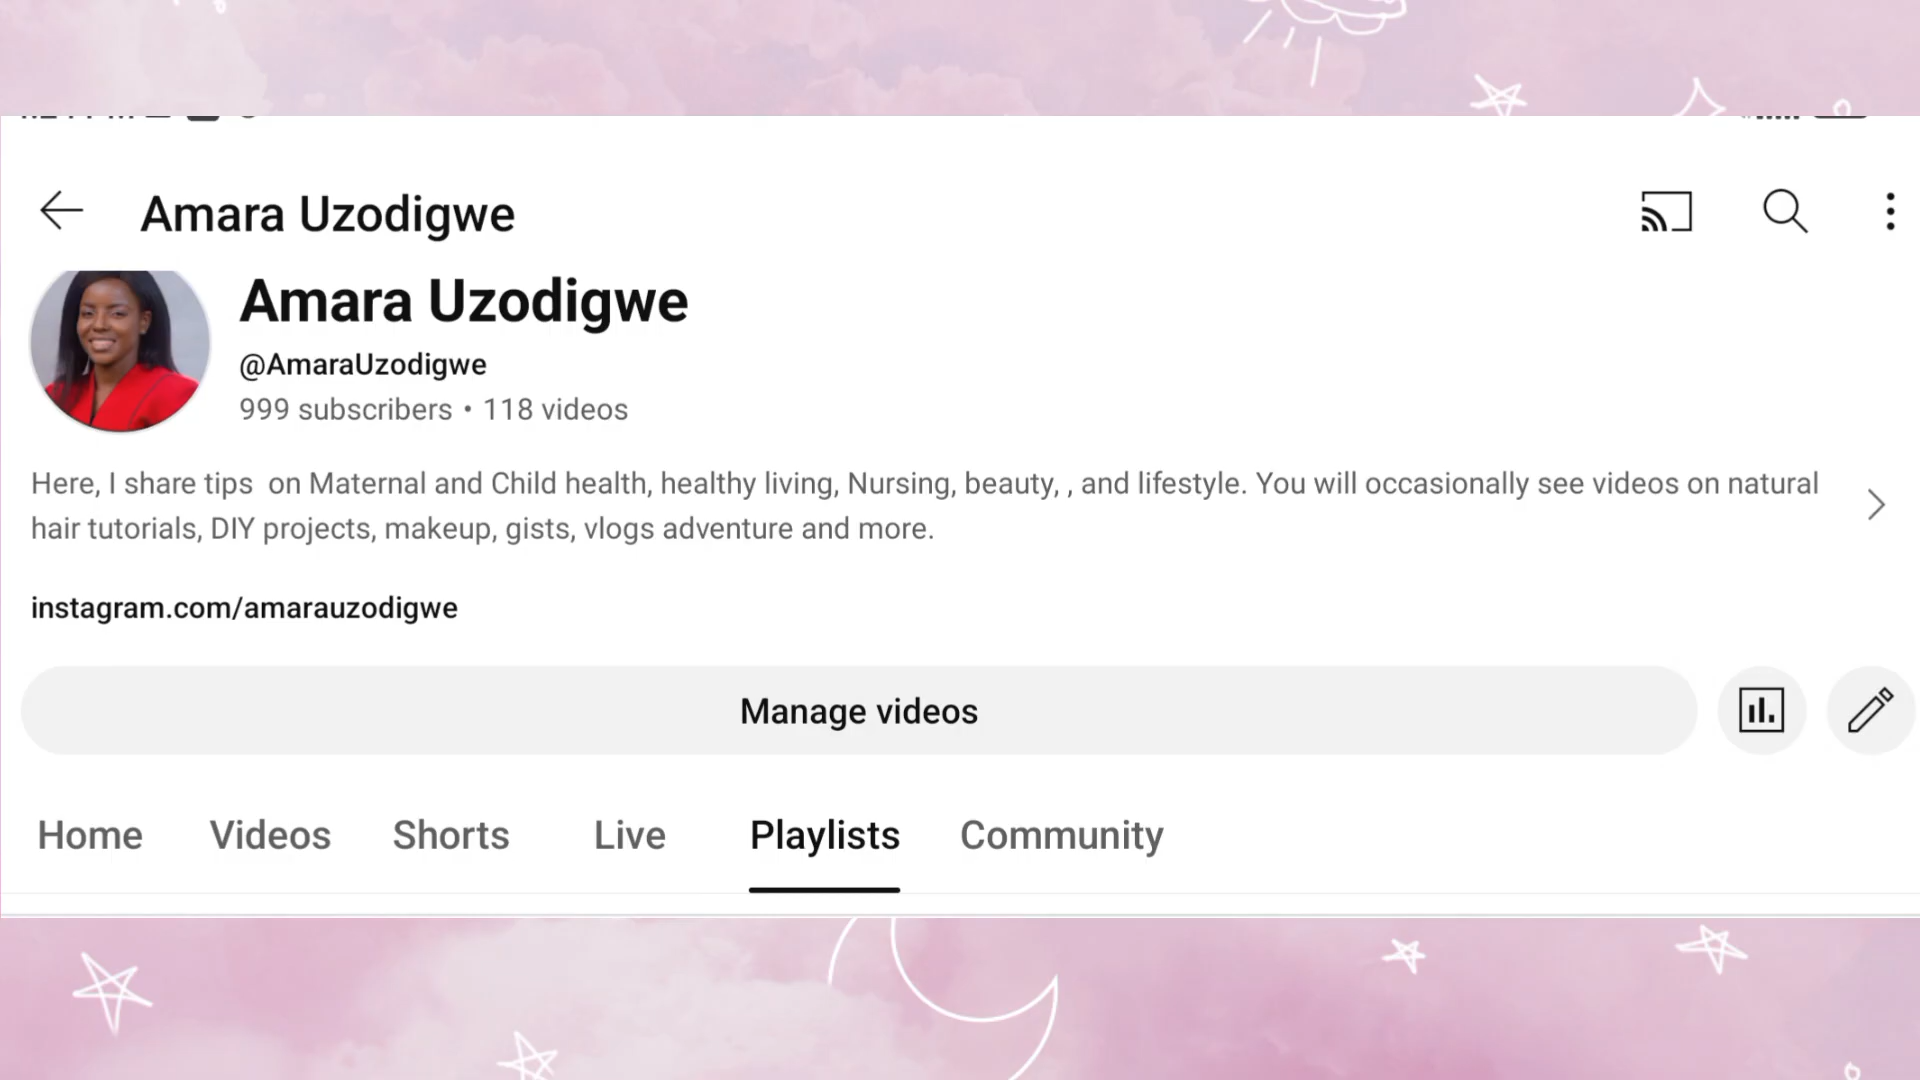 Amara Uzodigwe
Amara Uzodigwe
@AmaraUzodigwe
999 subscribers • 118 videos
Here, I share tips  on Maternal and Child health, healthy living, Nursing, beauty, , and lifestyle. You will occasionally see videos on natural
hair tutorials, DIY projects, makeup, gists, vlogs adventure and more.
instagram.com/amarauzodigwe
Manage videos
Home Videos Shorts Live Playlists Community